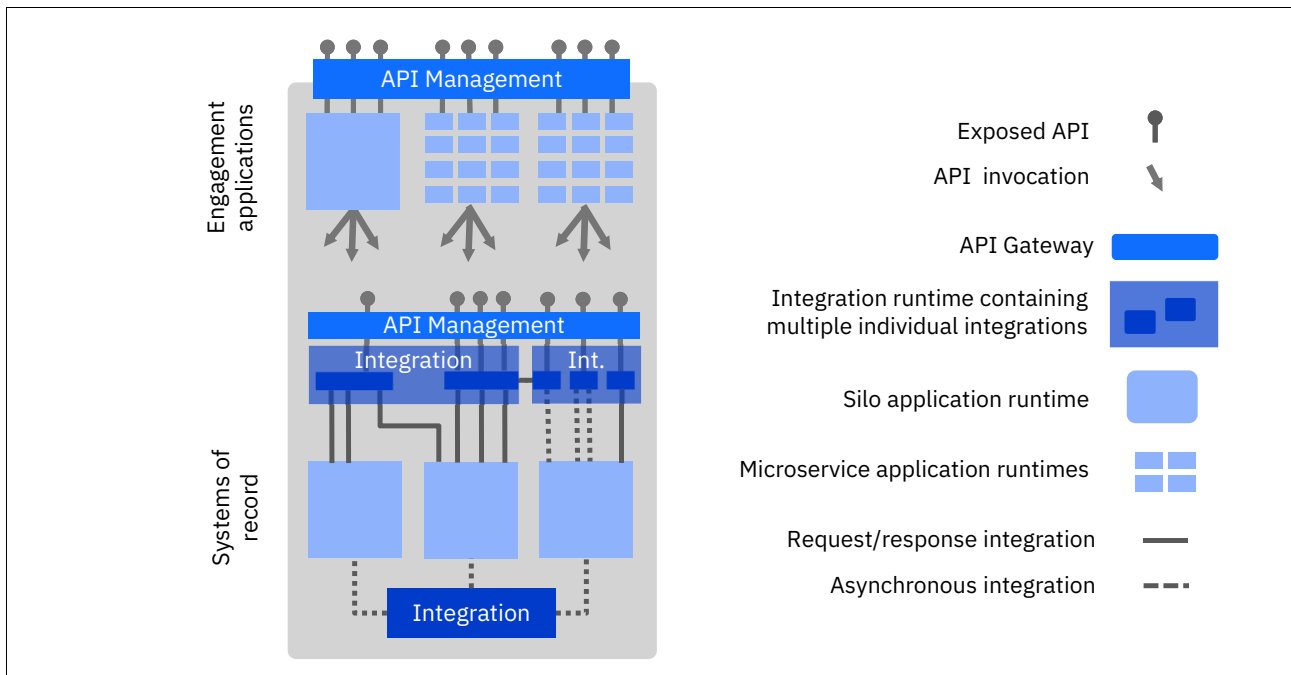 API Management
Engagement
applications
API Management
Integration
Int.
Systems of
record
Integration
Exposed API
API invocation
API Gateway
Integration runtime containing
multiple individual integrations
Silo application runtime
Microservice application runtimes
Request/response integration
Asynchronous integration